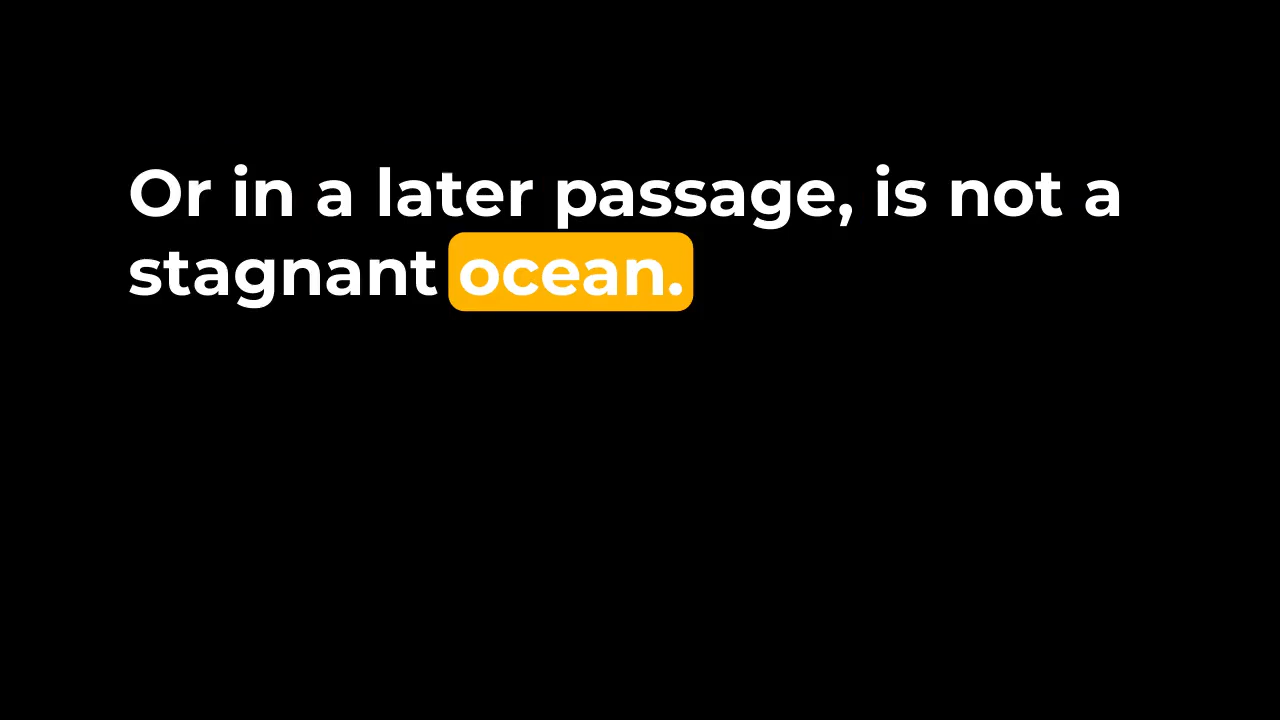 Or in a later passage, is not a
stagnant ocean.